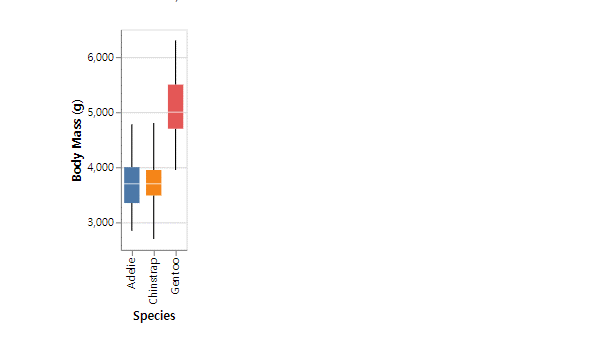 6,000
5,000
4,000
3,000
Body Mass (g)
Adelie
Chinstrap
Gentoo
Species